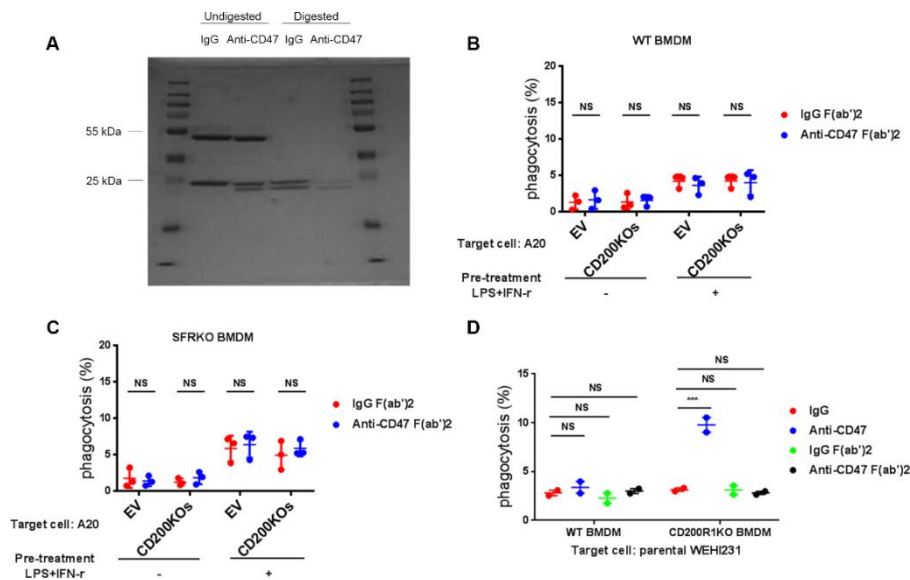 A
Undigested Digested
IgG Anti-CD47 IgG Anti-CD47
55 kDa
25 kDa
B
WT BMDM
phagocytosis (%)
20
15
10
5
0
NS NS NS NS
IgG F(ab')2
Anti-CD47 F(ab')2
Target cell: A20
EV CD200KOs EV CD200KOs
Pre-treatment
LPS+IFN-r - +
C
SFRKO BMDM
phagocytosis (%)
20
15
10
5
0
NS NS NS NS
IgG F(ab')2
Anti-CD47 F(ab')2
Target cell: A20
EV CD200KOs EV CD200KOs
Pre-treatment
LPS+IFN-r - +
D
phagocytosis (%)
15
10
5
0
NS
NS
NS
NS
NS
^^^
IgG
Anti-CD47
IgG F(ab')2
Anti-CD47 F(ab')2
WT BMDM CD200R1KO BMDM
Target cell: parental WEHI231